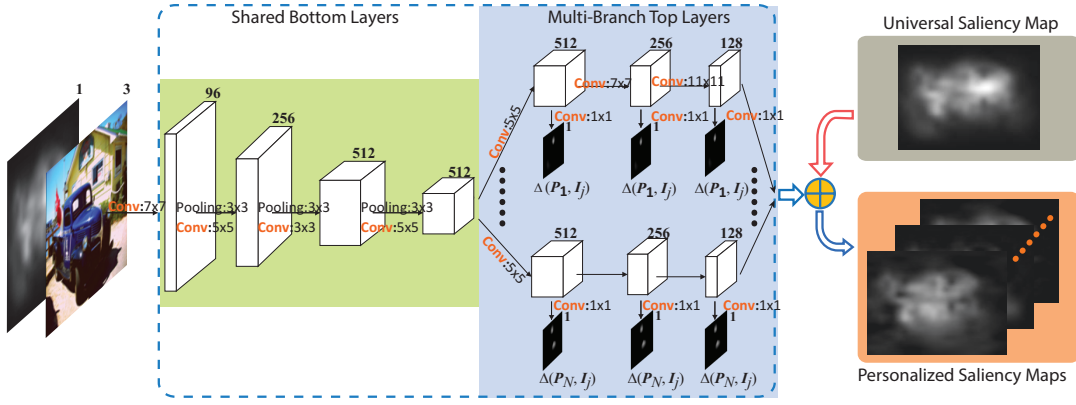 Shared Bottom Layers
Multi-Branch Top Layers
Universal Saliency Map
1
3
96
256
512
512
Conv:7x7
Pooling:3x3
Conv:5x5
Pooling:3x3
Conv:3x3
Pooling:3x3
Conv:5x5
Conv:5x5
512
256
128
Conv:7x7
Conv:11x11
Conv:1x1
Conv:1x1
Conv:1x1
1
1
1
Δ(P1, Ij)
Δ(P1, Ij)
Δ(P1, Ij)
Conv:5x5
512
256
128
Conv:1x1
Conv:1x1
Conv:1x1
1
1
1
Δ(PN, Ij)
Δ(PN, Ij)
Δ(PN, Ij)
Personalized Saliency Maps